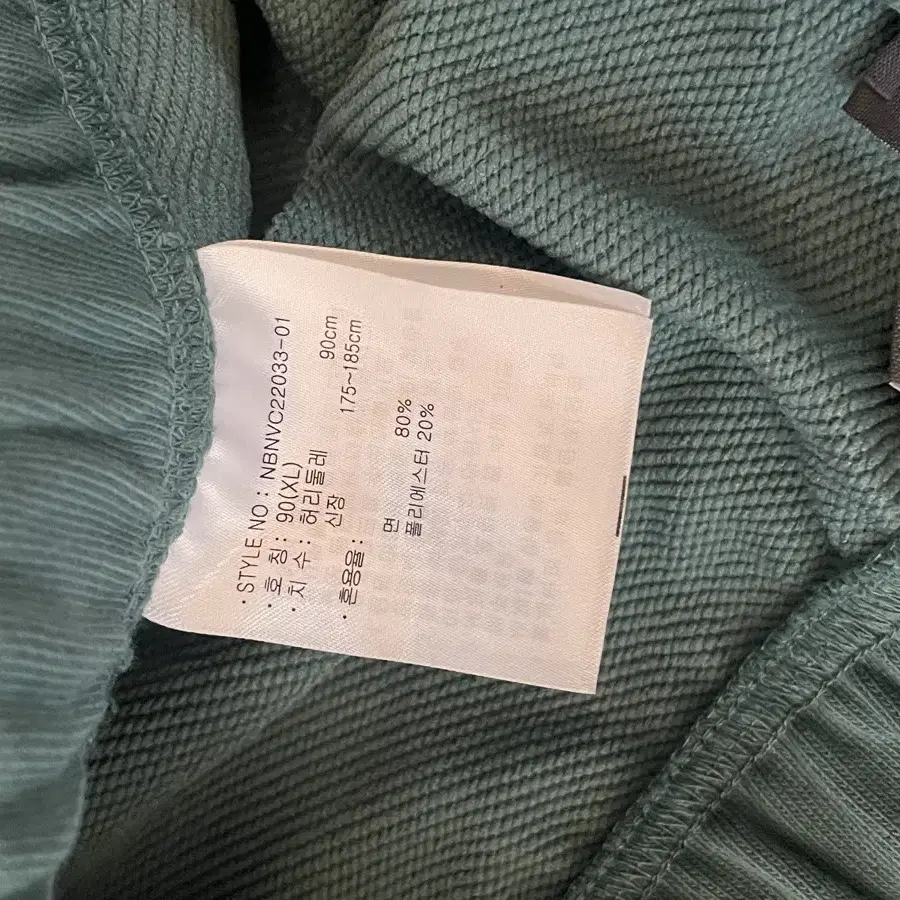 · STYLE NO : NBNVC22033-01
· 호 칭 : 90(XL)
· 치 수 : 허리둘레 90cm
신장 175~185cm
· 혼용율 :
면 80%
폴리에스터 20%